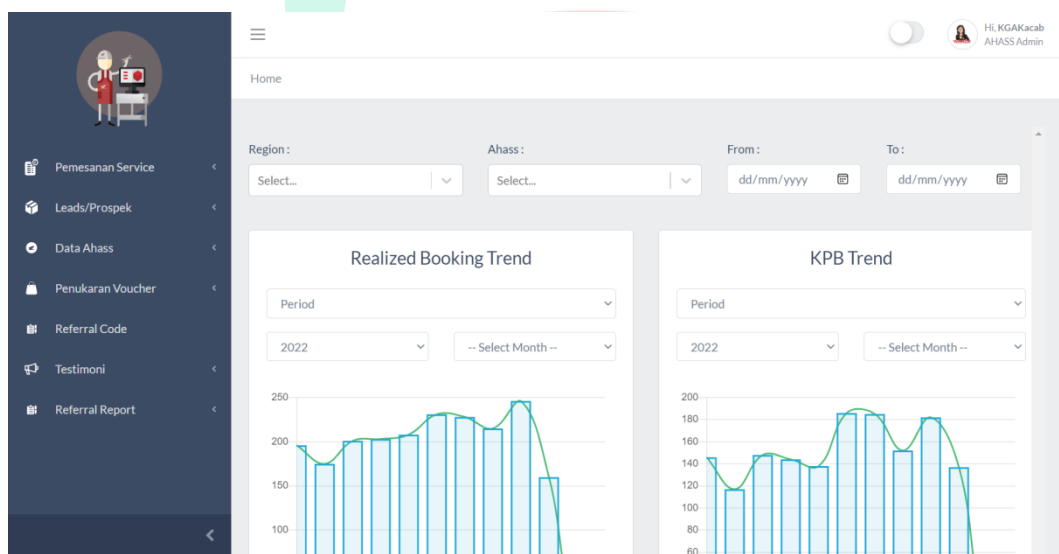 Hi, KGAKacab
AHASS Admin
Home
Pemesanan Service
Leads/Prospek
Data Ahass
Penukaran Voucher
Referral Code
Testimoni
Referral Report
Region :
Ahass :
From :
To :
Select...
Select...
dd/mm/yyyy
dd/mm/yyyy
Realized Booking Trend
Period
2022
-- Select Month --
250
200
150
100
KPB Trend
Period
2022
-- Select Month --
200
180
160
140
120
100
80
60